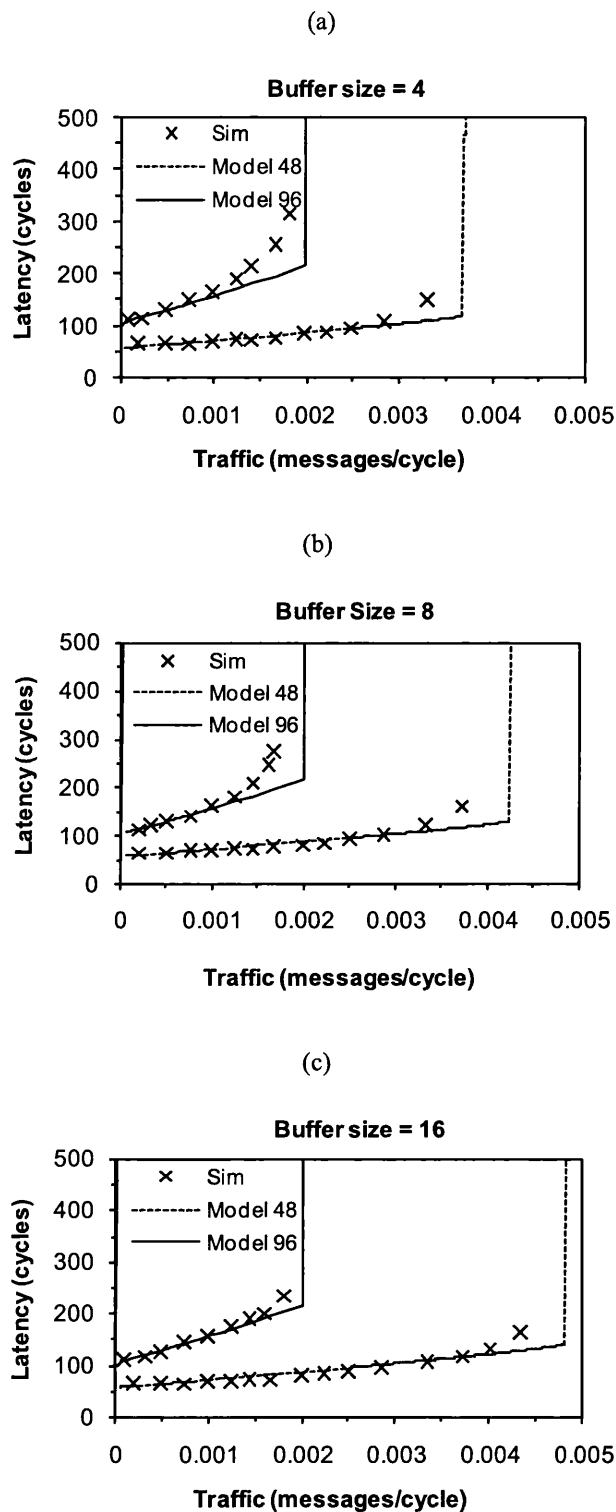 (a)
Buffer size = 4
Latency (cycles)
500
400
300
200
100
0
Sim
Model 48
Model 96
0 0.001 0.002 0.003 0.004 0.005
Traffic (messages/cycle)
(b)
Buffer Size = 8
Latency (cycles)
500
400
300
200
100
0
Sim
Model 48
Model 96
0 0.001 0.002 0.003 0.004 0.005
Traffic (messages/cycle)
(c)
Buffer size = 16
Latency (cycles)
500
400
300
200
100
0
Sim
Model 48
Model 96
0 0.001 0.002 0.003 0.004 0.005
Traffic (messages/cycle)